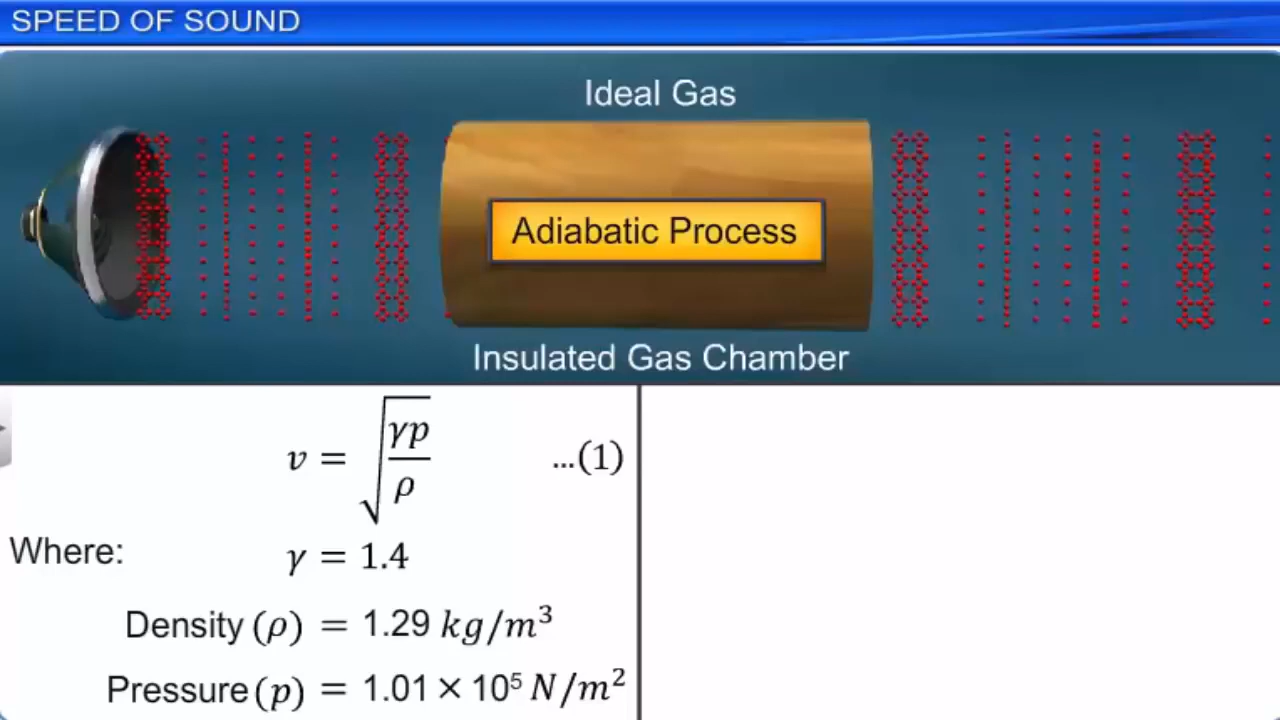 SPEED OF SOUND
Ideal Gas
Adiabatic Process
Insulated Gas Chamber
v = √(γp/ρ) ...(1)
Where: γ = 1.4
Density (ρ) = 1.29 kg/m³
Pressure (p) = 1.01 × 10⁵ N/m²